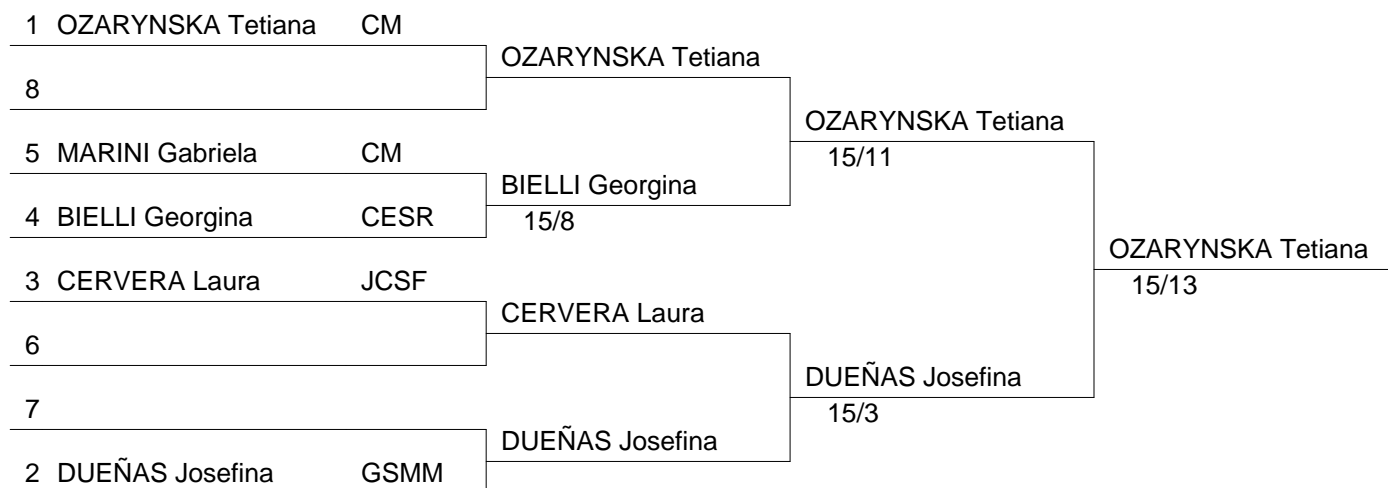 1 OZARYNSKA Tetiana CM
8
5 MARINI Gabriela CM
4 BIELLI Georgina CESR
3 CERVERA Laura JCSF
6
7
2 DUEÑAS Josefina GSMM
OZARYNSKA Tetiana
BIELLI Georgina
15/8
CERVERA Laura
DUEÑAS Josefina
OZARYNSKA Tetiana
15/11
DUEÑAS Josefina
15/3
OZARYNSKA Tetiana
15/13